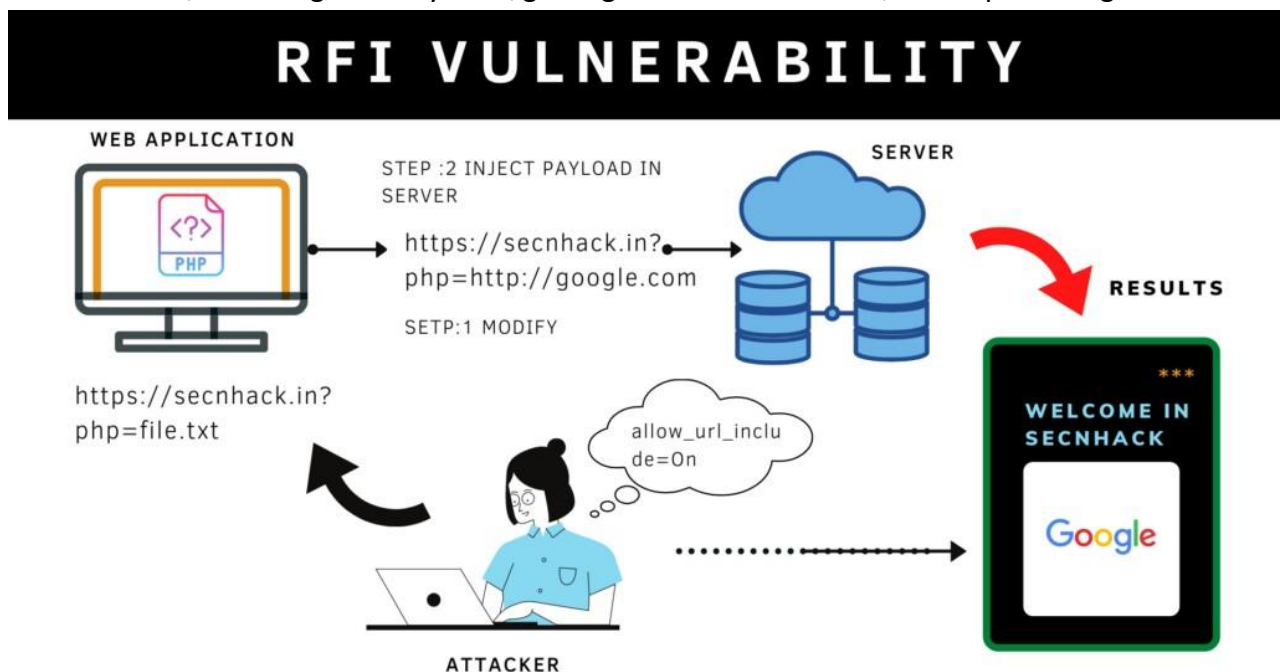 RFI VULNERABILITY
WEB APPLICATION
<?>
PHP
https://secnhack.in?
php=file.txt
STEP :2 INJECT PAYLOAD IN
SERVER
https://secnhack.in?
php=http://google.com
SETP:1 MODIFY
SERVER
RESULTS
***
WELCOME IN
SECNHACK
Google
allow_url_inclu
de=On
ATTACKER